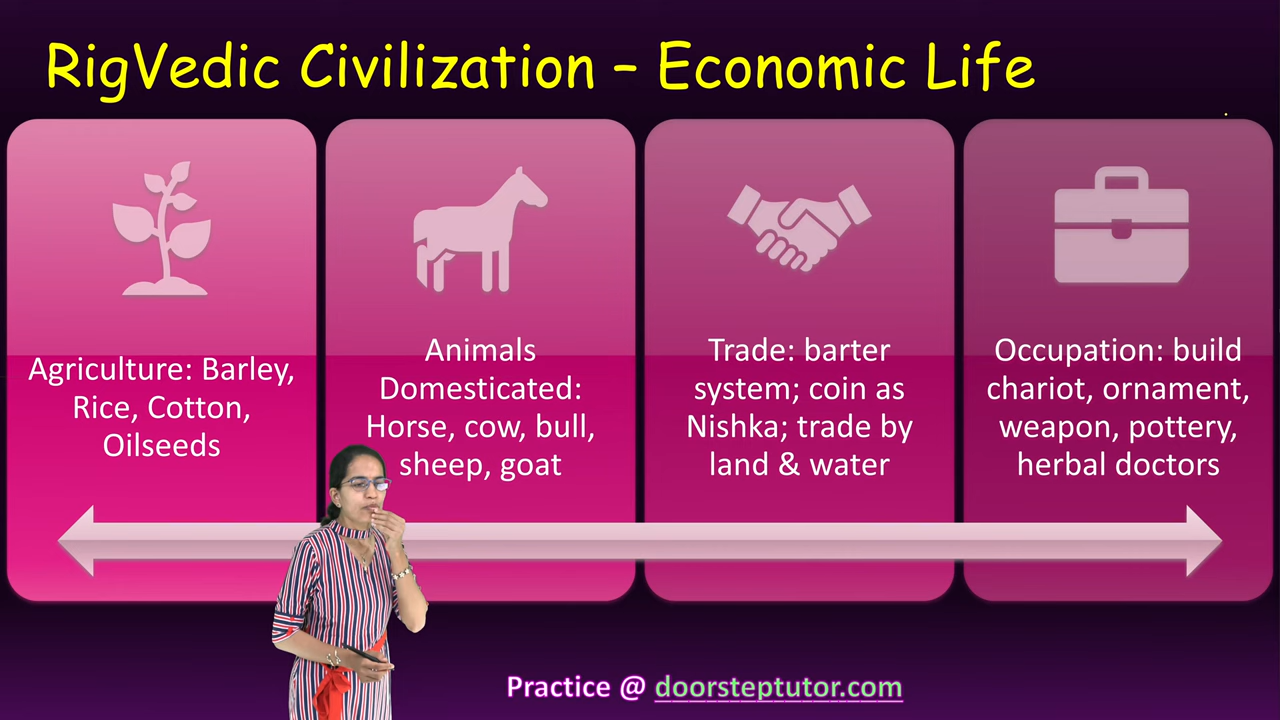 RigVedic Civilization – Economic Life
Agriculture: Barley,
Rice, Cotton,
Oilseeds
Animals
Domesticated:
Horse, cow, bull,
sheep, goat
Trade: barter
system; coin as
Nishka; trade by
land & water
Occupation: build
chariot, ornament,
weapon, pottery,
herbal doctors
Practice @ doorsteptutor.com